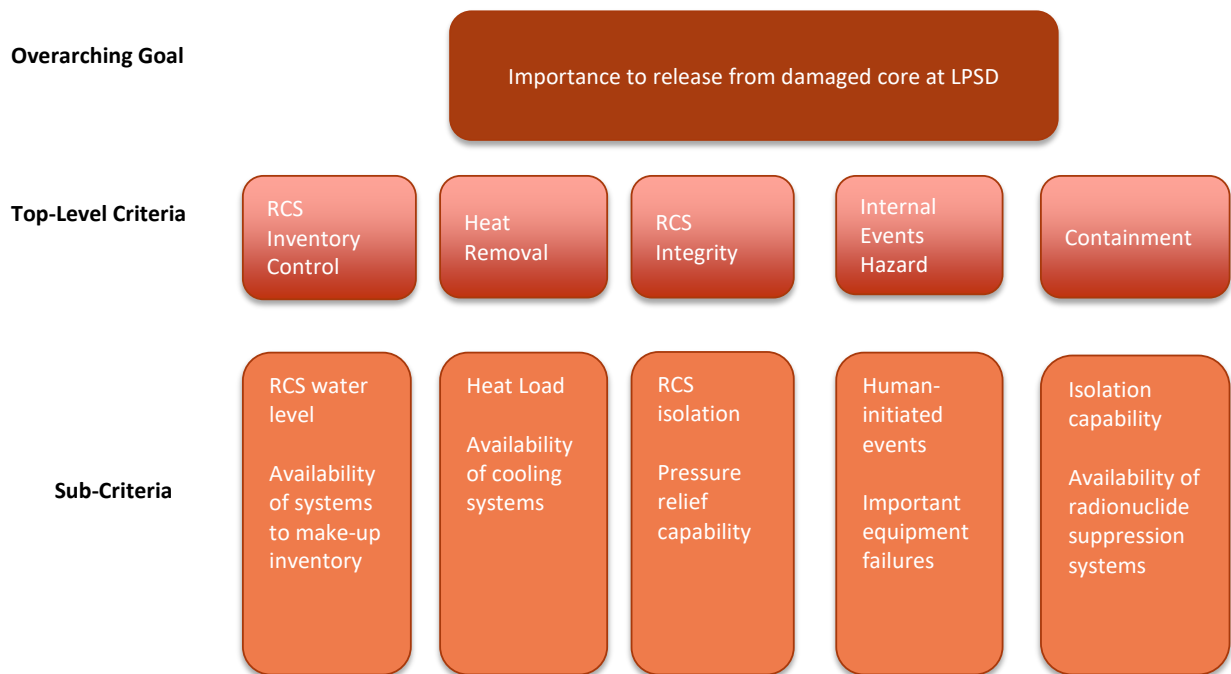 Overarching Goal
Importance to release from damaged core at LPSD
Top-Level Criteria
RCS
Inventory
Control
Heat
Removal
RCS
Integrity
Internal
Events
Hazard
Containment
Sub-Criteria
RCS water
level
Availability
of systems
to make-up
inventory
Heat Load
Availability
of cooling
systems
RCS
isolation
Pressure
relief
capability
Human-
initiated
events
Important
equipment
failures
Isolation
capability
Availability of
radionuclide
suppression
systems